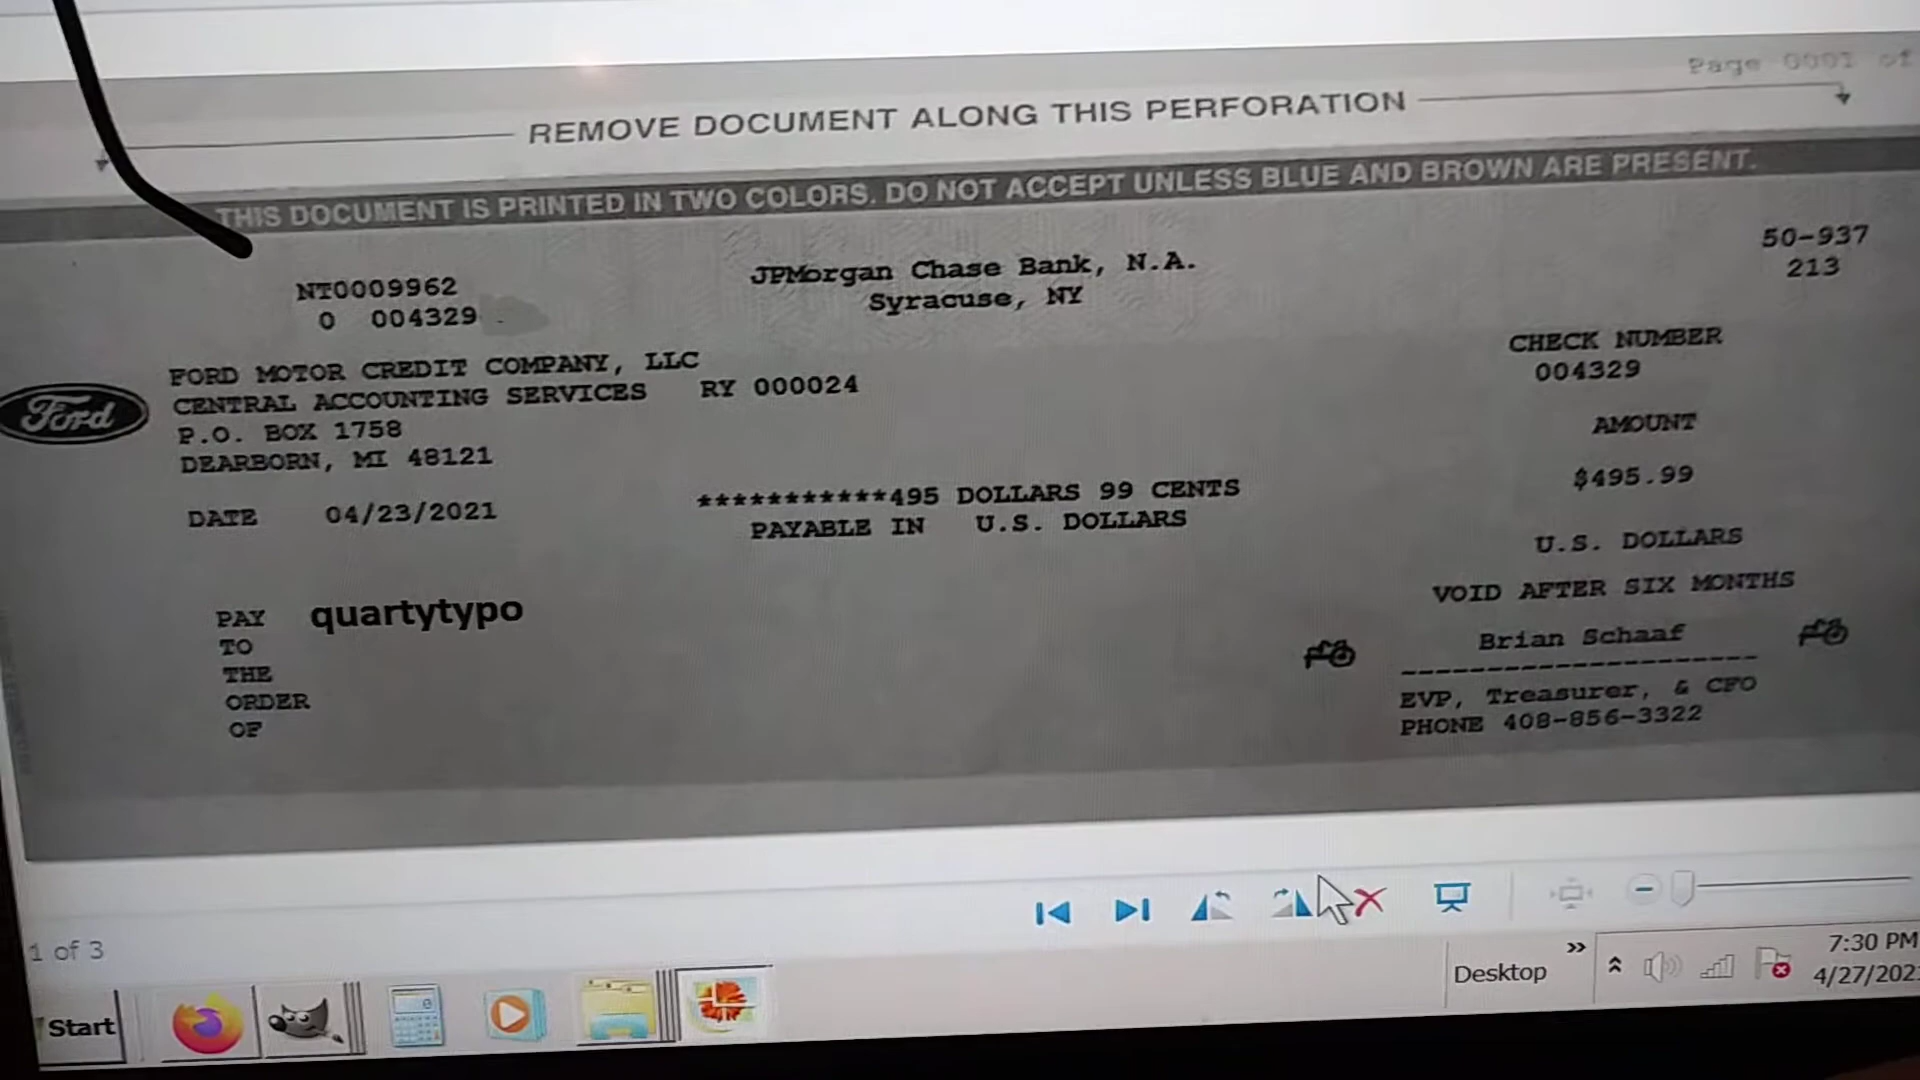 Page 0001 of
REMOVE DOCUMENT ALONG THIS PERFORATION
THIS DOCUMENT IS PRINTED IN TWO COLORS. DO NOT ACCEPT UNLESS BLUE AND BROWN ARE PRESENT.
NT0009962
0 004329
JPMorgan Chase Bank, N.A.
Syracuse, NY
50-937
213
Ford
FORD MOTOR CREDIT COMPANY, LLC
CENTRAL ACCOUNTING SERVICES RY 000024
P.O. BOX 1758
DEARBORN, MI 48121
CHECK NUMBER
004329
AMOUNT
$495.99
DATE 04/23/2021
***********495 DOLLARS 99 CENTS
PAYABLE IN U.S. DOLLARS
U.S. DOLLARS
VOID AFTER SIX MONTHS
PAY quartytypo
TO
THE
ORDER
OF
Brian Schaaf
EVP, Treasurer, & CFO
PHONE 408-856-3322
1 of 3
Start
Desktop
7:30 PM
4/27/202